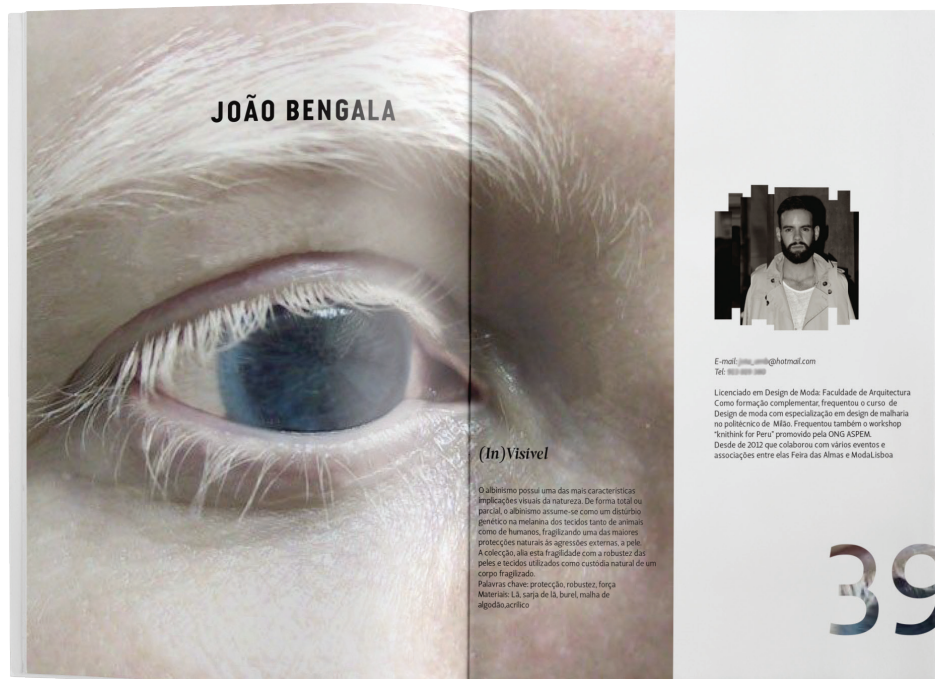 JOÃO BENGALA
(In)Visível
O albinismo possui uma das mais características
implicações visuais da natureza. De forma total ou
parcial, o albinismo assume-se como um distúrbio
genético na melanina dos tecidos tanto de animais
como de humanos, fragilizando uma das maiores
protecções naturais às agressões externas, a pele.
A colecção, alia esta fragilidade com a robustez das
peles e tecidos utilizados como custódia natural de um
corpo fragilizado.
Palavras chave: protecção, robustez, força
Materiais: Lã, sarja de lã, burel, malha de
algodão,acrílico
E-mail: @hotmail.com
Tel:
Licenciado em Design de Moda: Faculdade de Arquitectura
Como formação complementar, frequentou o curso de
Design de moda com especialização em design de malharia
no politécnico de Milão. Frequentou também o workshop
"knithink for Peru" promovido pela ONG ASPEM.
Desde de 2012 que colaborou com vários eventos e
associações entre elas Feira das Almas e ModaLisboa
39